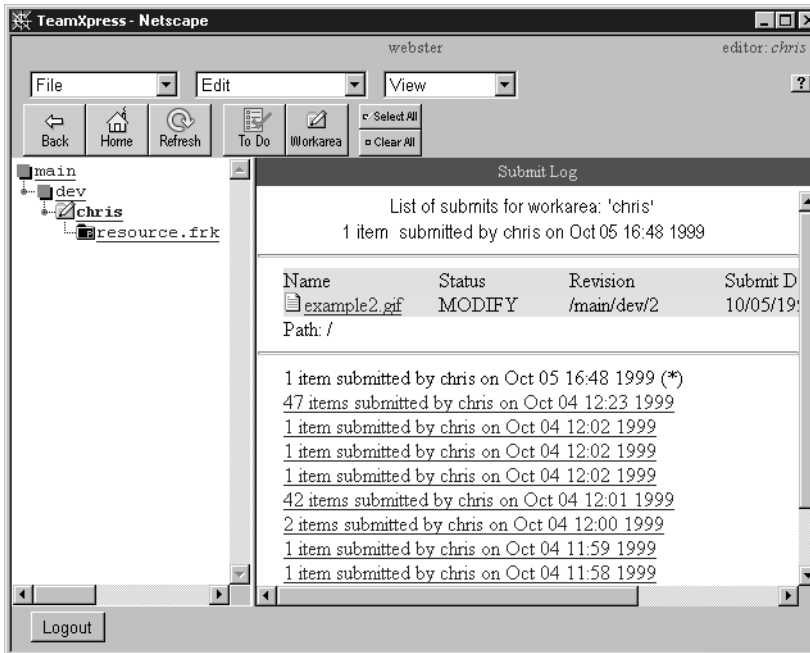 TeamXpress - Netscape
webster
editor: chris
File Edit View
?
Back Home Refresh To Do Workarea Select All
Clear All
main
dev
chris
resource.frk
Submit Log
List of submits for workarea: 'chris'
1 item submitted by chris on Oct 05 16:48 1999
Name Status Revision Submit D
example2.gif MODIFY /main/dev/2 10/05/19
Path: /
1 item submitted by chris on Oct 05 16:48 1999 (*)
47 items submitted by chris on Oct 04 12:23 1999
1 item submitted by chris on Oct 04 12:02 1999
1 item submitted by chris on Oct 04 12:02 1999
1 item submitted by chris on Oct 04 12:02 1999
42 items submitted by chris on Oct 04 12:01 1999
2 items submitted by chris on Oct 04 12:00 1999
1 item submitted by chris on Oct 04 11:59 1999
1 item submitted by chris on Oct 04 11:58 1999
Logout